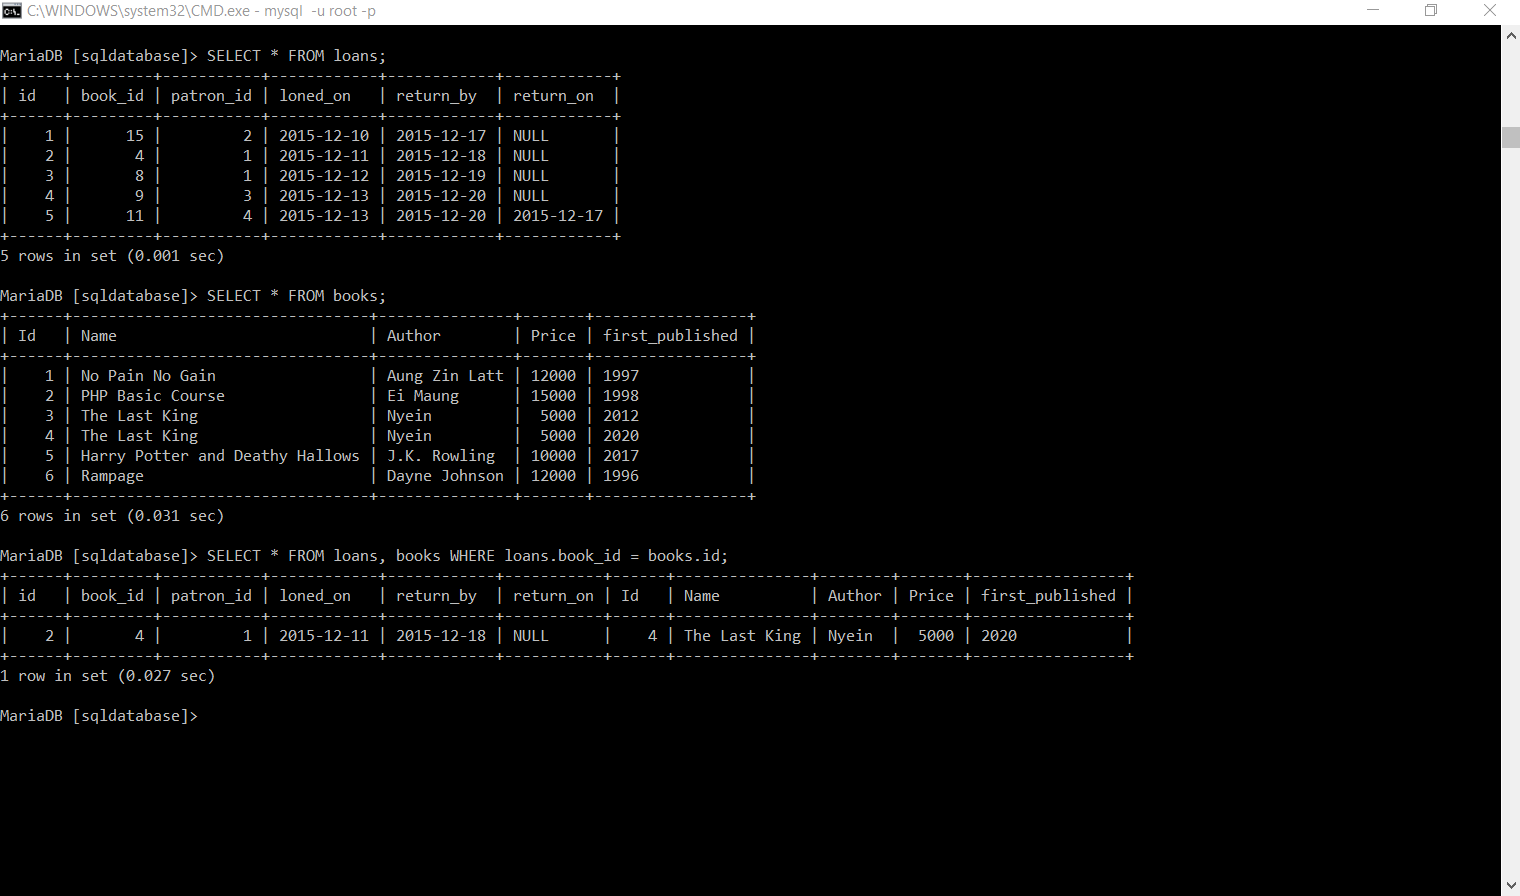 C:\WINDOWS\system32\CMD.exe - mysql  -u root -p
MariaDB [sqldatabase]> SELECT * FROM loans;
+------+---------+-----------+------------+------------+------------+
| id   | book_id | patron_id | loned_on   | return_by  | return_on  |
+------+---------+-----------+------------+------------+------------+
|    1 |      15 |         2 | 2015-12-10 | 2015-12-17 | NULL       |
|    2 |       4 |         1 | 2015-12-11 | 2015-12-18 | NULL       |
|    3 |       8 |         1 | 2015-12-12 | 2015-12-19 | NULL       |
|    4 |       9 |         3 | 2015-12-13 | 2015-12-20 | NULL       |
|    5 |      11 |         4 | 2015-12-13 | 2015-12-20 | 2015-12-17 |
+------+---------+-----------+------------+------------+------------+
5 rows in set (0.001 sec)
MariaDB [sqldatabase]> SELECT * FROM books;
+------+---------------------------------+---------------+-------+-----------------+
| Id   | Name                            | Author        | Price | first_published |
+------+---------------------------------+---------------+-------+-----------------+
|    1 | No Pain No Gain                 | Aung Zin Latt | 12000 | 1997            |
|    2 | PHP Basic Course                | Ei Maung      | 15000 | 1998            |
|    3 | The Last King                   | Nyein         |  5000 | 2012            |
|    4 | The Last King                   | Nyein         |  5000 | 2020            |
|    5 | Harry Potter and Deathy Hallows | J.K. Rowling  | 10000 | 2017            |
|    6 | Rampage                         | Dayne Johnson | 12000 | 1996            |
+------+---------------------------------+---------------+-------+-----------------+
6 rows in set (0.031 sec)
MariaDB [sqldatabase]> SELECT * FROM loans, books WHERE loans.book_id = books.id;
+------+---------+-----------+------------+------------+-----------+------+---------------+--------+-------+-----------------+
| id   | book_id | patron_id | loned_on   | return_by  | return_on | Id   | Name          | Author | Price | first_published |
+------+---------+-----------+------------+------------+-----------+------+---------------+--------+-------+-----------------+
|    2 |       4 |         1 | 2015-12-11 | 2015-12-18 | NULL      |    4 | The Last King | Nyein  |  5000 | 2020            |
+------+---------+-----------+------------+------------+-----------+------+---------------+--------+-------+-----------------+
1 row in set (0.027 sec)
MariaDB [sqldatabase]>